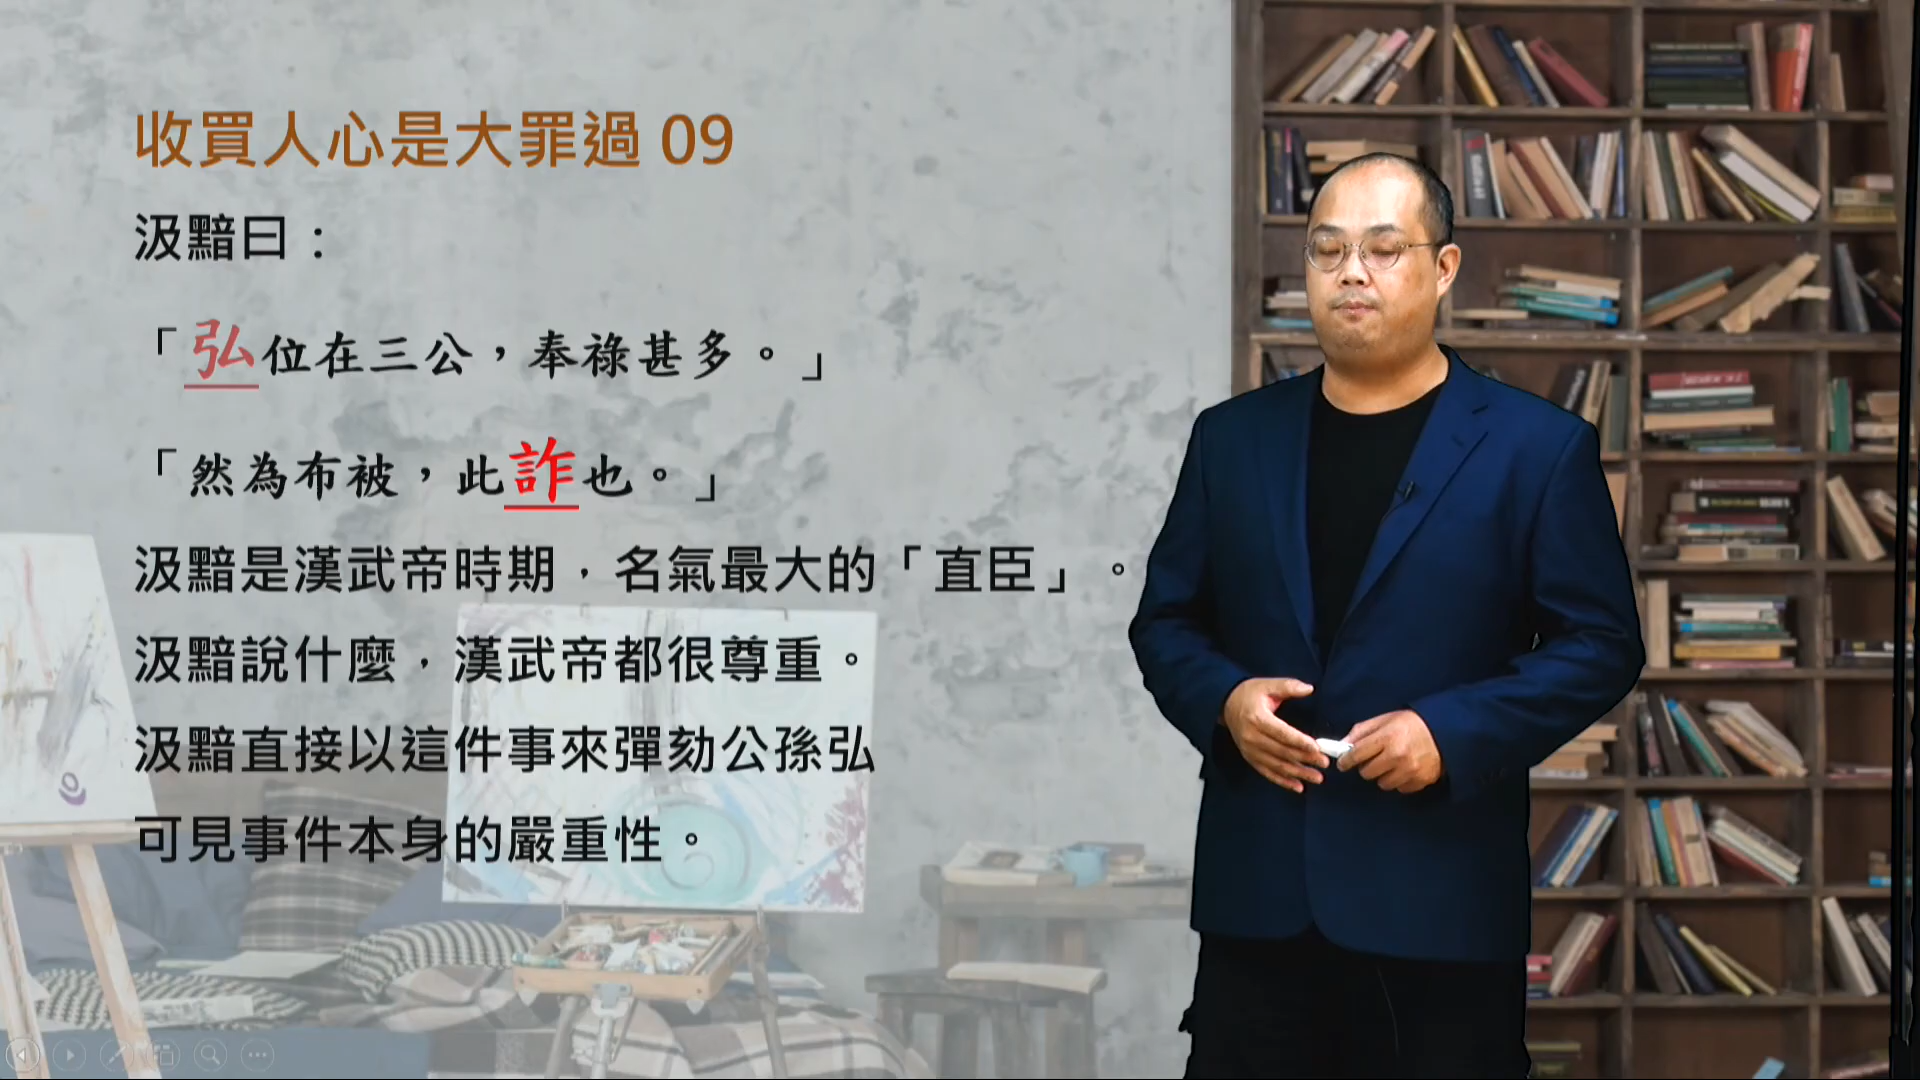 收買人心是大罪過 09
汲黯曰：
「弘位在三公，奉祿甚多。」
「然為布被，此詐也。」
汲黯是漢武帝時期，名氣最大的「直臣」。
汲黯說什麼，漢武帝都很尊重。
汲黯直接以這件事來彈劾公孫弘
可見事件本身的嚴重性。